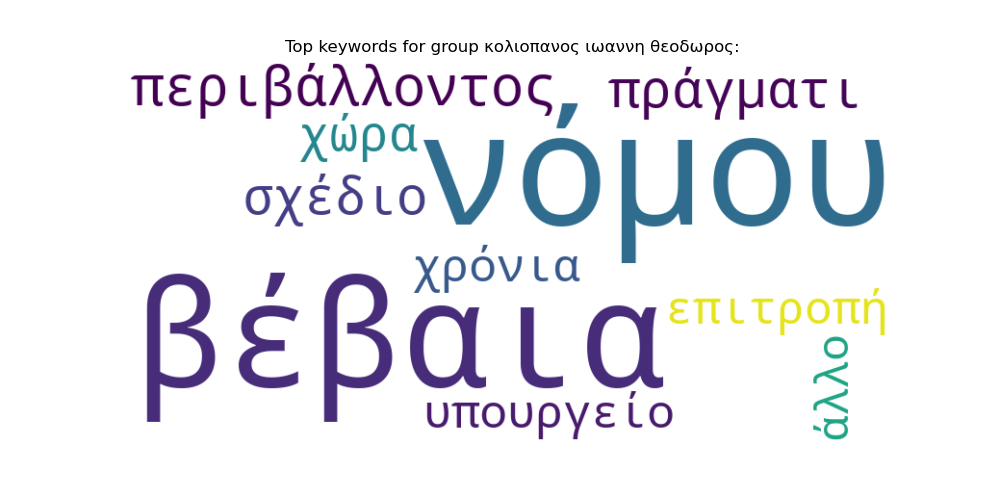 Top keywords for group κολιοπανος ιωαννη θεοδωρος:
περιβάλλοντος πράγματι
χώρα
νόμου
σχέδιο
χρόνια
βέβαια
επιτροπή
άλλο
υπουργείο